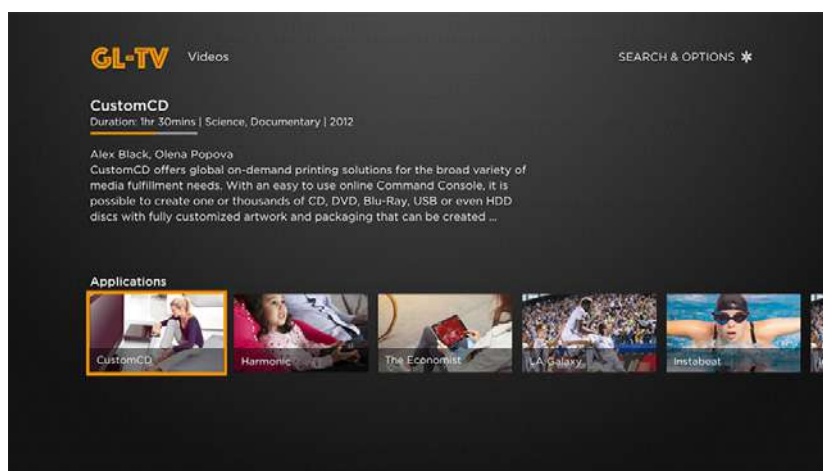 GL-TV Videos SEARCH & OPTIONS *
CustomCD
Duration: 1hr 30mins | Science, Documentary | 2012
Alex Black, Olena Popova
CustomCD offers global on-demand printing solutions for the broad variety of
media fulfillment needs. With an easy to use online Command Console, it is
possible to create one or thousands of CD, DVD, Blu-Ray, USB or even HDD
discs with fully customized artwork and packaging that can be created ...
Applications
CustomCD Harmonic The Economist LA Galaxy Instabeat